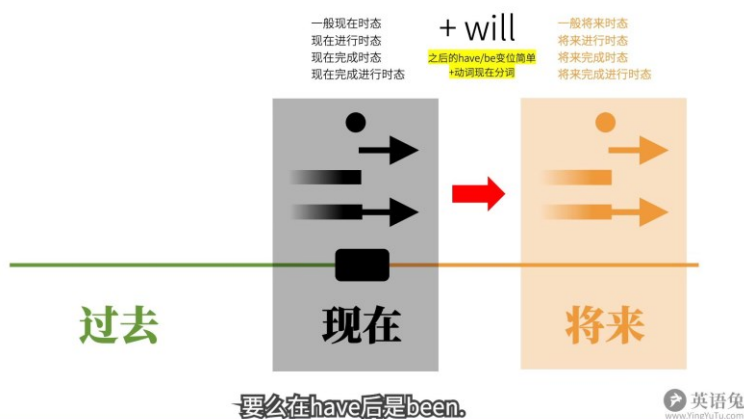 一般现在时态
现在进行时态
现在完成时态
现在完成进行时态
+ will
之后的have/be变位简单
+动词现在分词
一般将来时态
将来进行时态
将来完成时态
将来完成进行时态
过去
现在
将来
要么在have后是been.
英语兔
www.YingYuTu.com